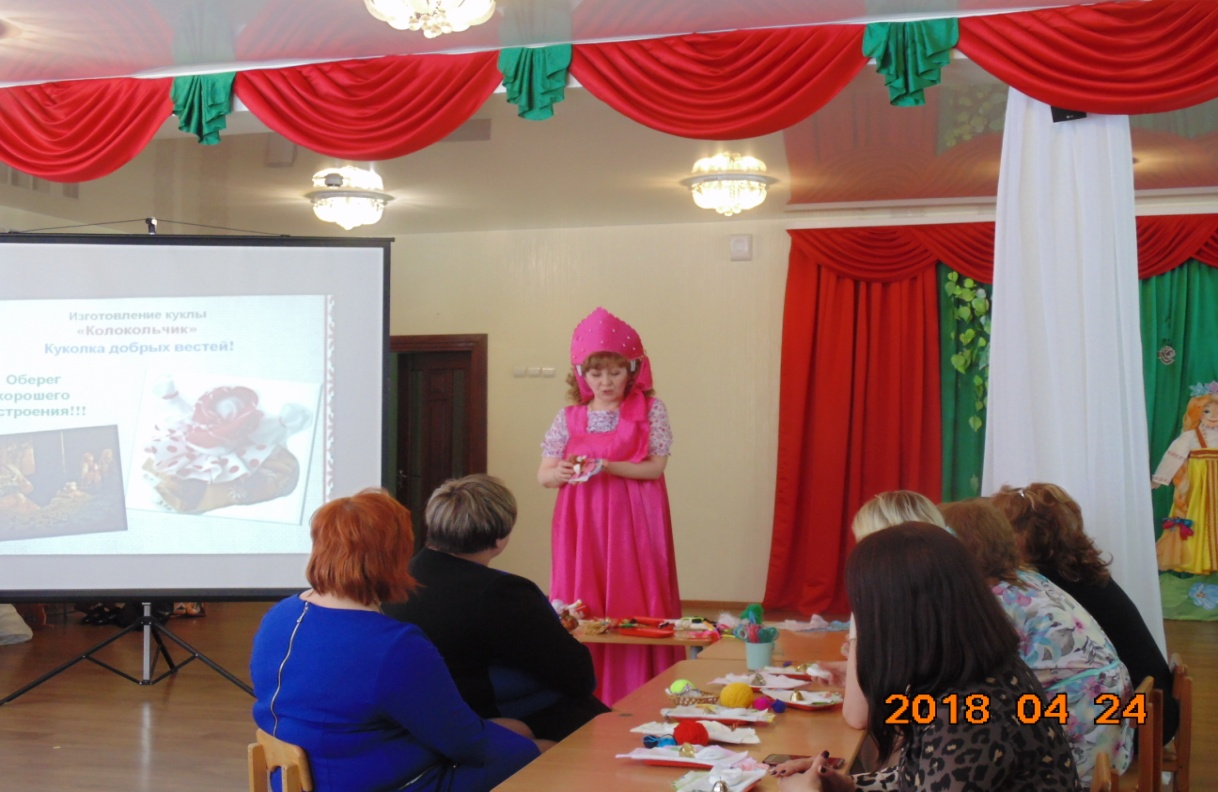 Изготовление куклы
«Колокольчик»
Куколка добрых вестей!
Оберег
хорошего
строения!!!
2018 04 24